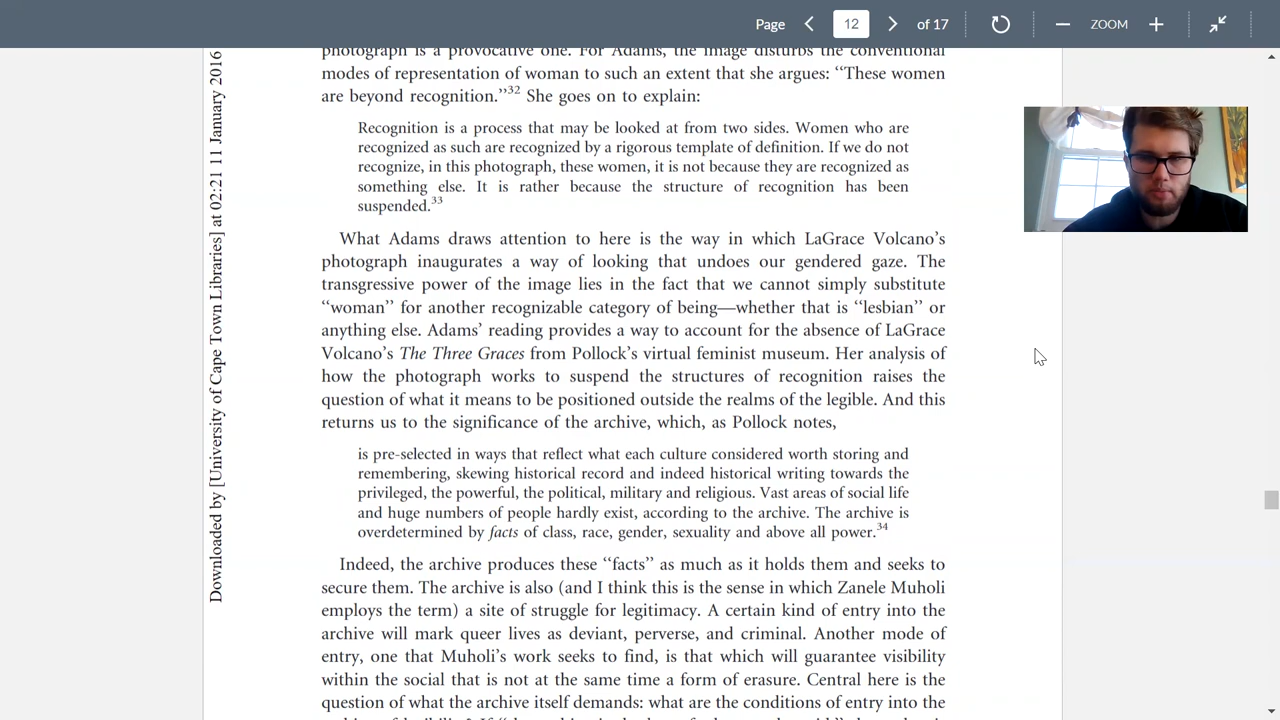 Page 12 of 17 ZOOM
photograph is a provocative one. For Adams, the image disturbs the conventional
modes of representation of woman to such an extent that she argues: ‘‘These women
are beyond recognition.’’32 She goes on to explain:
Recognition is a process that may be looked at from two sides. Women who are
recognized as such are recognized by a rigorous template of definition. If we do not
recognize, in this photograph, these women, it is not because they are recognized as
something else. It is rather because the structure of recognition has been
suspended.33
What Adams draws attention to here is the way in which LaGrace Volcano’s
photograph inaugurates a way of looking that undoes our gendered gaze. The
transgressive power of the image lies in the fact that we cannot simply substitute
‘‘woman’’ for another recognizable category of being—whether that is ‘‘lesbian’’ or
anything else. Adams’ reading provides a way to account for the absence of LaGrace
Volcano’s The Three Graces from Pollock’s virtual feminist museum. Her analysis of
how the photograph works to suspend the structures of recognition raises the
question of what it means to be positioned outside the realms of the legible. And this
returns us to the significance of the archive, which, as Pollock notes,
is pre-selected in ways that reflect what each culture considered worth storing and
remembering, skewing historical record and indeed historical writing towards the
privileged, the powerful, the political, military and religious. Vast areas of social life
and huge numbers of people hardly exist, according to the archive. The archive is
overdetermined by facts of class, race, gender, sexuality and above all power.34
Indeed, the archive produces these ‘‘facts’’ as much as it holds them and seeks to
secure them. The archive is also (and I think this is the sense in which Zanele Muholi
employs the term) a site of struggle for legitimacy. A certain kind of entry into the
archive will mark queer lives as deviant, perverse, and criminal. Another mode of
entry, one that Muholi’s work seeks to find, is that which will guarantee visibility
within the social that is not at the same time a form of erasure. Central here is the
question of what the archive itself demands: what are the conditions of entry into the
Downloaded by [University of Cape Town Libraries] at 02:21 11 January 2016